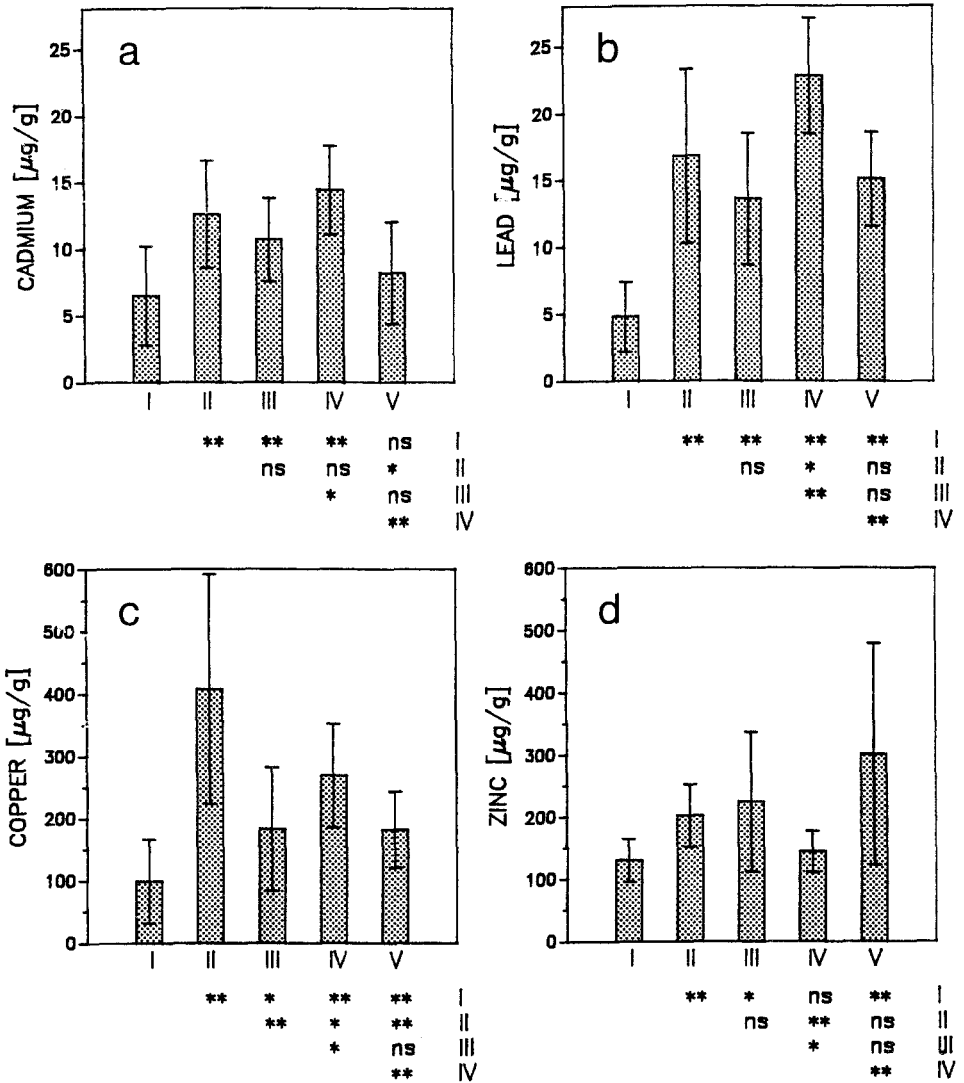 a
CADMIUM [µg/g]
25
20
15
10
5
0
I II III IV V
** ** ** ns I
ns ns * II
* ns III
** IV
b
LEAD [µg/g]
25
20
15
10
5
0
I II III IV V
** ** ** ** I
ns * ns II
** ns III
** IV
c
COPPER [µg/g]
600
500
400
300
200
100
0
I II III IV V
** * ** ** I
** * ** II
* ns III
** IV
d
ZINC [µg/g]
600
500
400
300
200
100
0
I II III IV V
** * ns ** I
ns ** ns II
* ns III
** IV